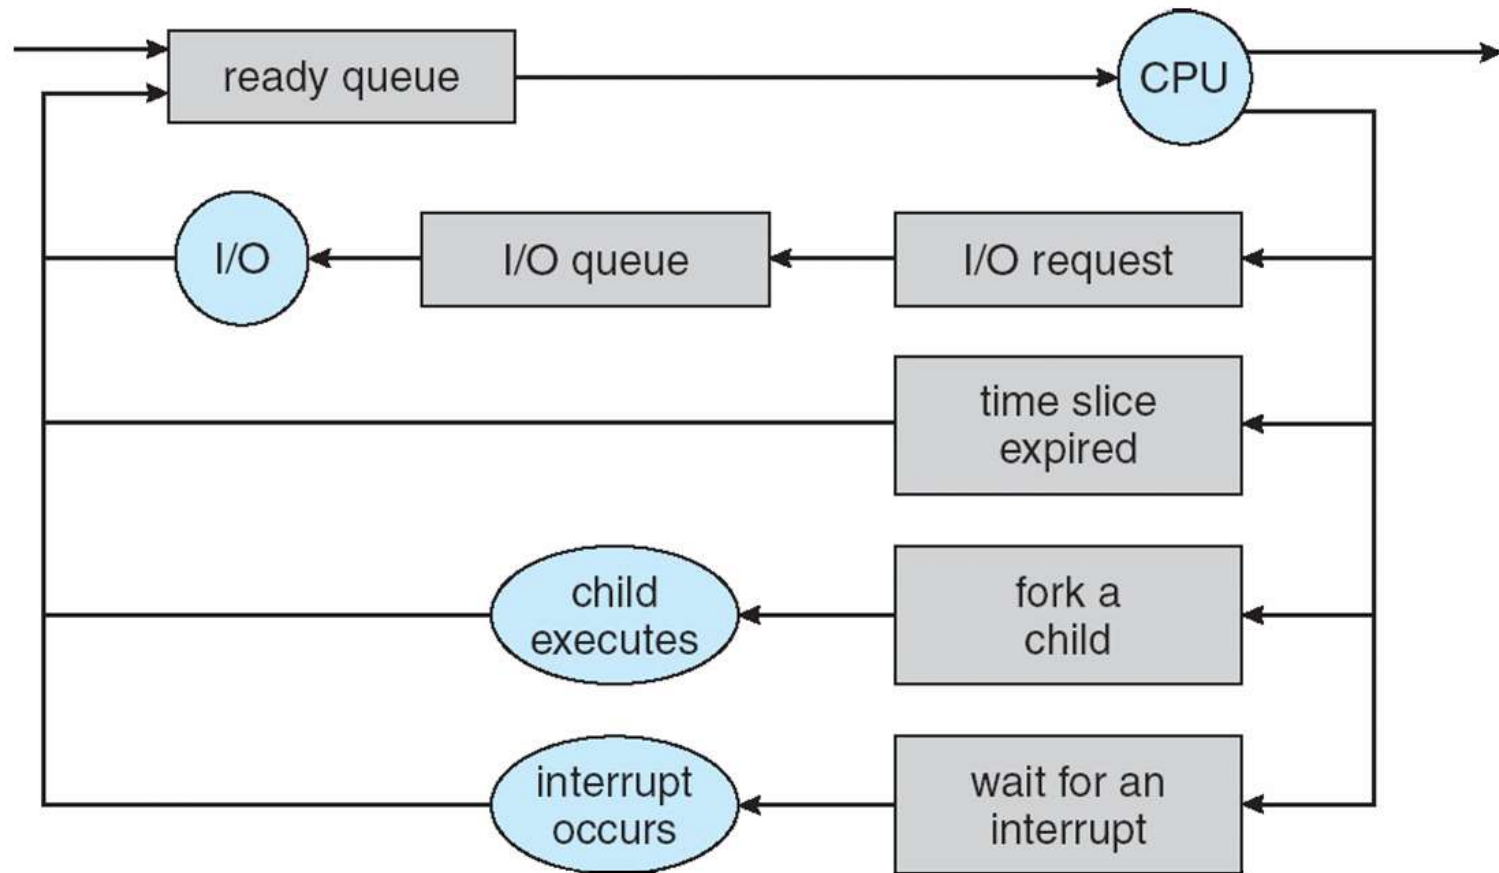 ready queue
CPU
I/O
I/O queue
I/O request
time slice
expired
child
executes
fork a
child
interrupt
occurs
wait for an
interrupt